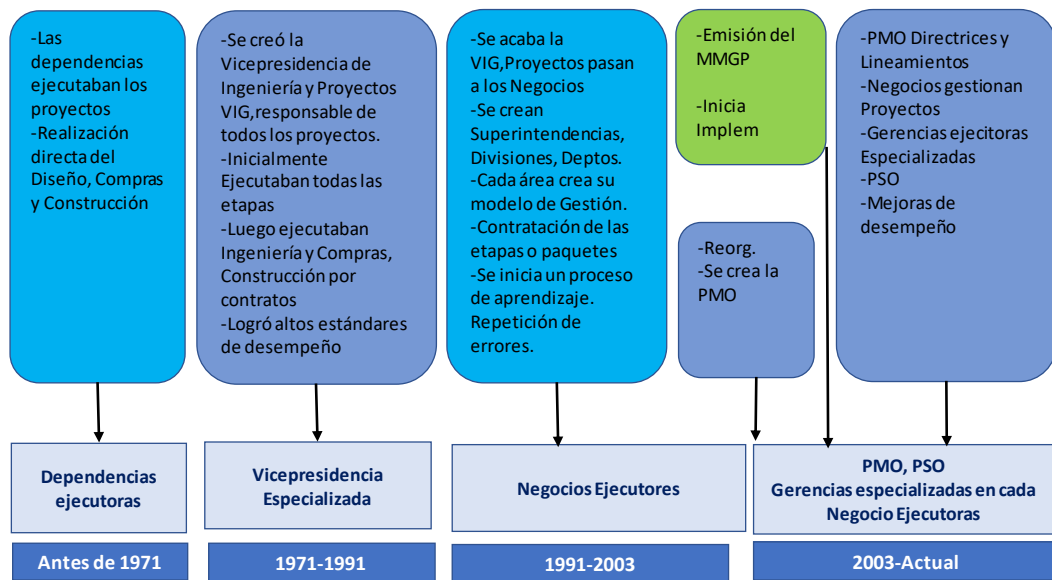 -Las
dependencias
ejecutaban los
proyectos
-Realización
directa del
Diseño, Compras
y Construcción
-Se creó la
Vicepresidencia de
Ingeniería y Proyectos
VIG,responsable de
todos los proyectos.
-Inicialmente
Ejecutaban todas las
etapas
-Luego ejecutaban
Ingeniería y Compras,
Construcción por
contratos
-Logró altos estándares
de desempeño
-Se acaba la
VIG,Proyectos pasan
a los Negocios
-Se crean
Superintendencias,
Divisiones, Deptos.
-Cada área crea su
modelo de Gestión.
-Contratación de las
etapas o paquetes
-Se inicia un proceso
de aprendizaje.
Repetición de
errores.
-Emisión del
MMGP
-Inicia
Implem
-Reorg.
-Se crea la
PMO
-PMO Directrices y
Lineamientos
-Negocios gestionan
Proyectos
-Gerencias ejecitoras
Especializadas
-PSO
-Mejoras de
desempeño
Dependencias
ejecutoras
Vicepresidencia
Especializada
Negocios Ejecutores
PMO, PSO
Gerencias especializadas en cada
Negocio Ejecutoras
Antes de 1971
1971-1991
1991-2003
2003-Actual